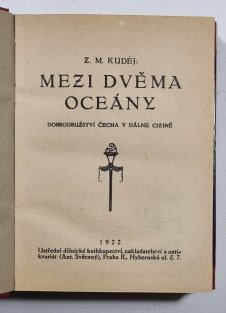 Z. M. KUDĚJ:
MEZI DVĚMA
OCEÁNY
DOBRODRUŽSTVÍ ČECHA V DÁLNÉ CIZINĚ
1922
Ústřední dělnické knihkupectví, nakladatelství a anti-
kvariát (Ant. Svěcený), Praha II., Hybernská ul. č. 7.